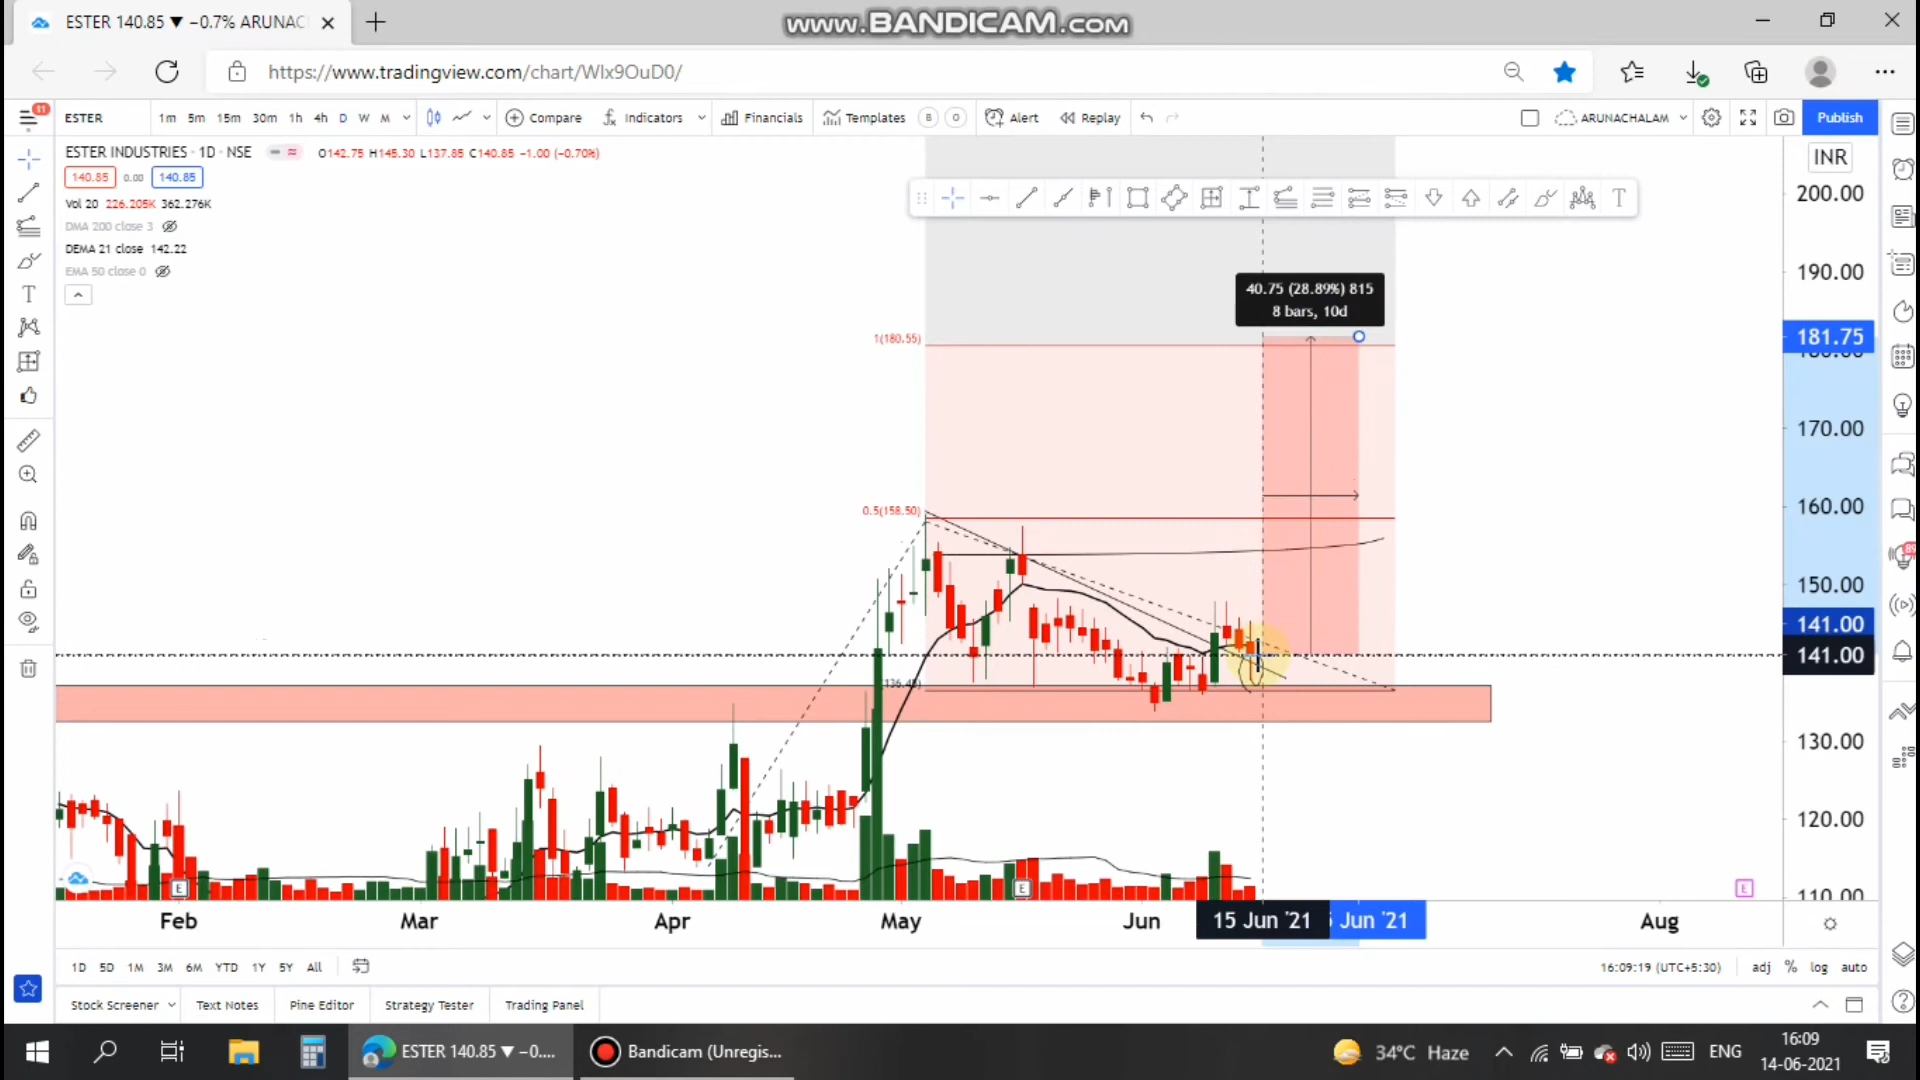 ESTER 140.85 ▼ −0.7% ARUNAC
www.BANDICAM.com
https://www.tradingview.com/chart/Wlx9OuD0/
11
ESTER
1m 5m 15m 30m 1h 4h D W M
Compare
Indicators
Financials
Templates
B
O
Alert
Replay
ARUNACHALAM
Publish
ESTER INDUSTRIES · 1D · NSE
O142.75 H145.30 L137.85 C140.85 −1.00 (−0.70%)
INR
140.85 0.00 140.85
Vol 20 226.205K 362.276K
DMA 200 close 3
DEMA 21 close 142.22
EMA 50 close 0
T
T
200.00
190.00
40.75 (28.89%) 815
8 bars, 10d
1(180.55)
181.75
180.00
170.00
0.5(158.50)
160.00
150.00
89
141.00
141.00
130.00
120.00
110.00
E
E
E
Feb Mar Apr May Jun 15 Jun '21 Jun '21 Aug
1D 5D 1M 3M 6M YTD 1Y 5Y All
16:09:19 (UTC+5:30) adj % log auto
Stock Screener Text Notes Pine Editor Strategy Tester Trading Panel
ESTER 140.85 ▼ −0....
Bandicam (Unregis...
34°C Haze
ENG
16:09
14-06-2021